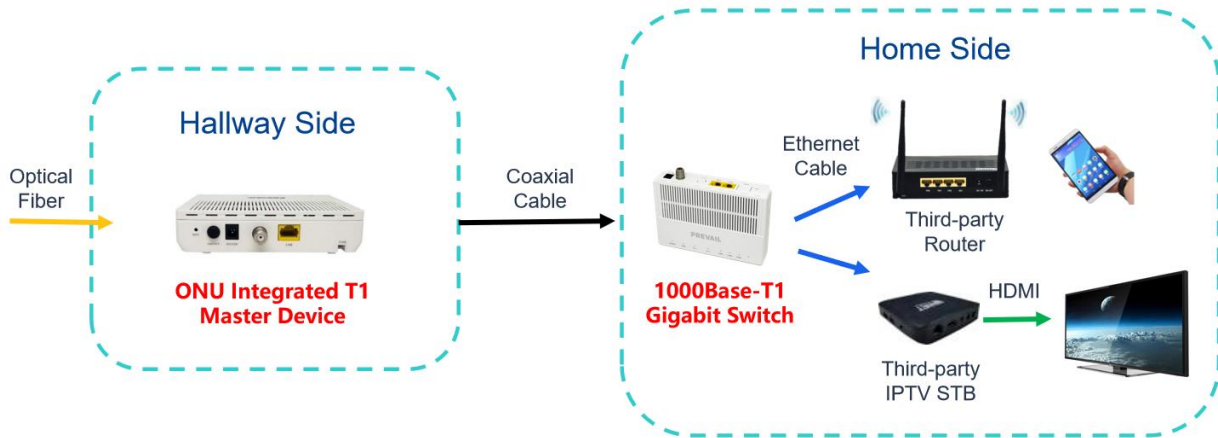 Home Side
Hallway Side
Optical
Fiber
Coaxial
Cable
Ethernet
Cable
PREVAIL
Third-party
Router
ONU Integrated T1
Master Device
1000Base-T1
Gigabit Switch
HDMI
Third-party
IPTV STB